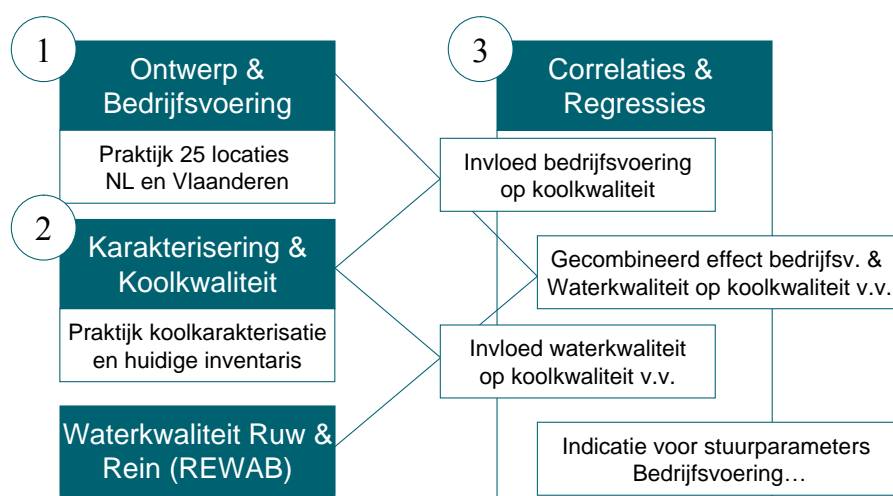 1
Ontwerp &
Bedrijfsvoering
Praktijk 25 locaties
NL en Vlaanderen
2
Karakterisering &
Koolkwaliteit
Praktijk koolkarakterisatie
en huidige inventaris
Waterkwaliteit Ruw &
Rein (REWAB)
3
Correlaties &
Regressies
Invloed bedrijfsvoering
op koolkwaliteit
Gecombineerd effect bedrijfsv. &
Waterkwaliteit op koolkwaliteit v.v.
Invloed waterkwaliteit
op koolkwaliteit v.v.
Indicatie voor stuurparameters
Bedrijfsvoering…